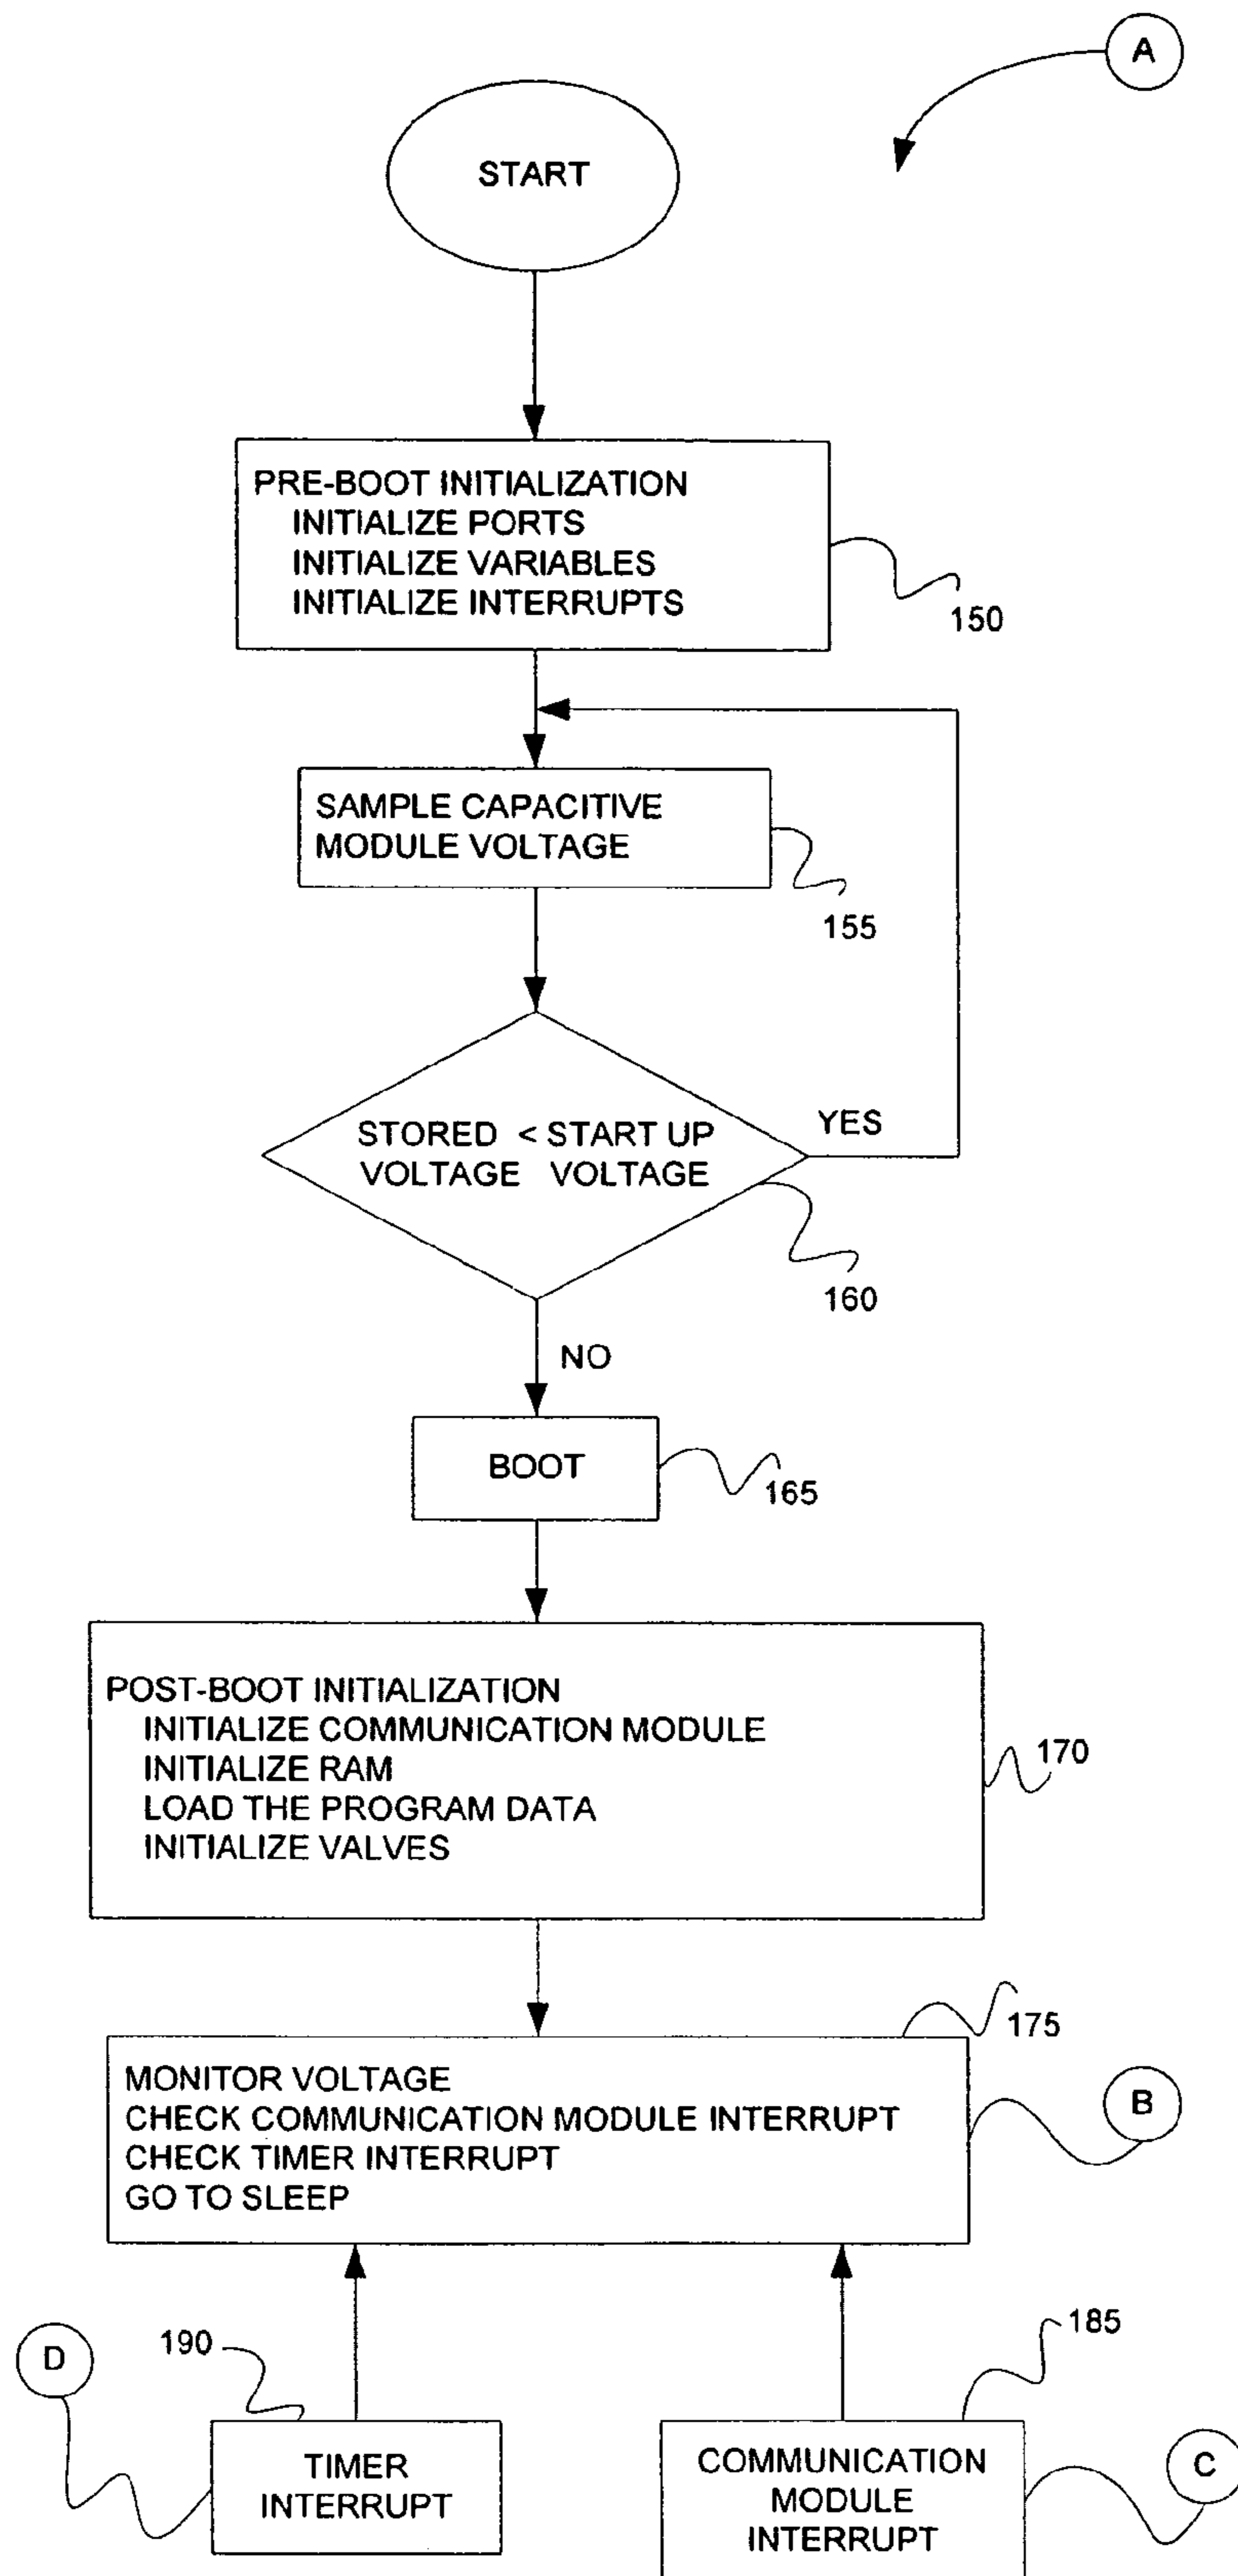 A
START
PRE-BOOT INITIALIZATION
INITIALIZE PORTS
INITIALIZE VARIABLES
INITIALIZE INTERRUPTS
150
SAMPLE CAPACITIVE
MODULE VOLTAGE
155
STORED < START UP
VOLTAGE VOLTAGE
YES
160
NO
BOOT
165
POST-BOOT INITIALIZATION
INITIALIZE COMMUNICATION MODULE
INITIALIZE RAM
LOAD THE PROGRAM DATA
INITIALIZE VALVES
170
175
MONITOR VOLTAGE
CHECK COMMUNICATION MODULE INTERRUPT
CHECK TIMER INTERRUPT
GO TO SLEEP
B
190
185
D
TIMER
INTERRUPT
COMMUNICATION
MODULE
INTERRUPT
C